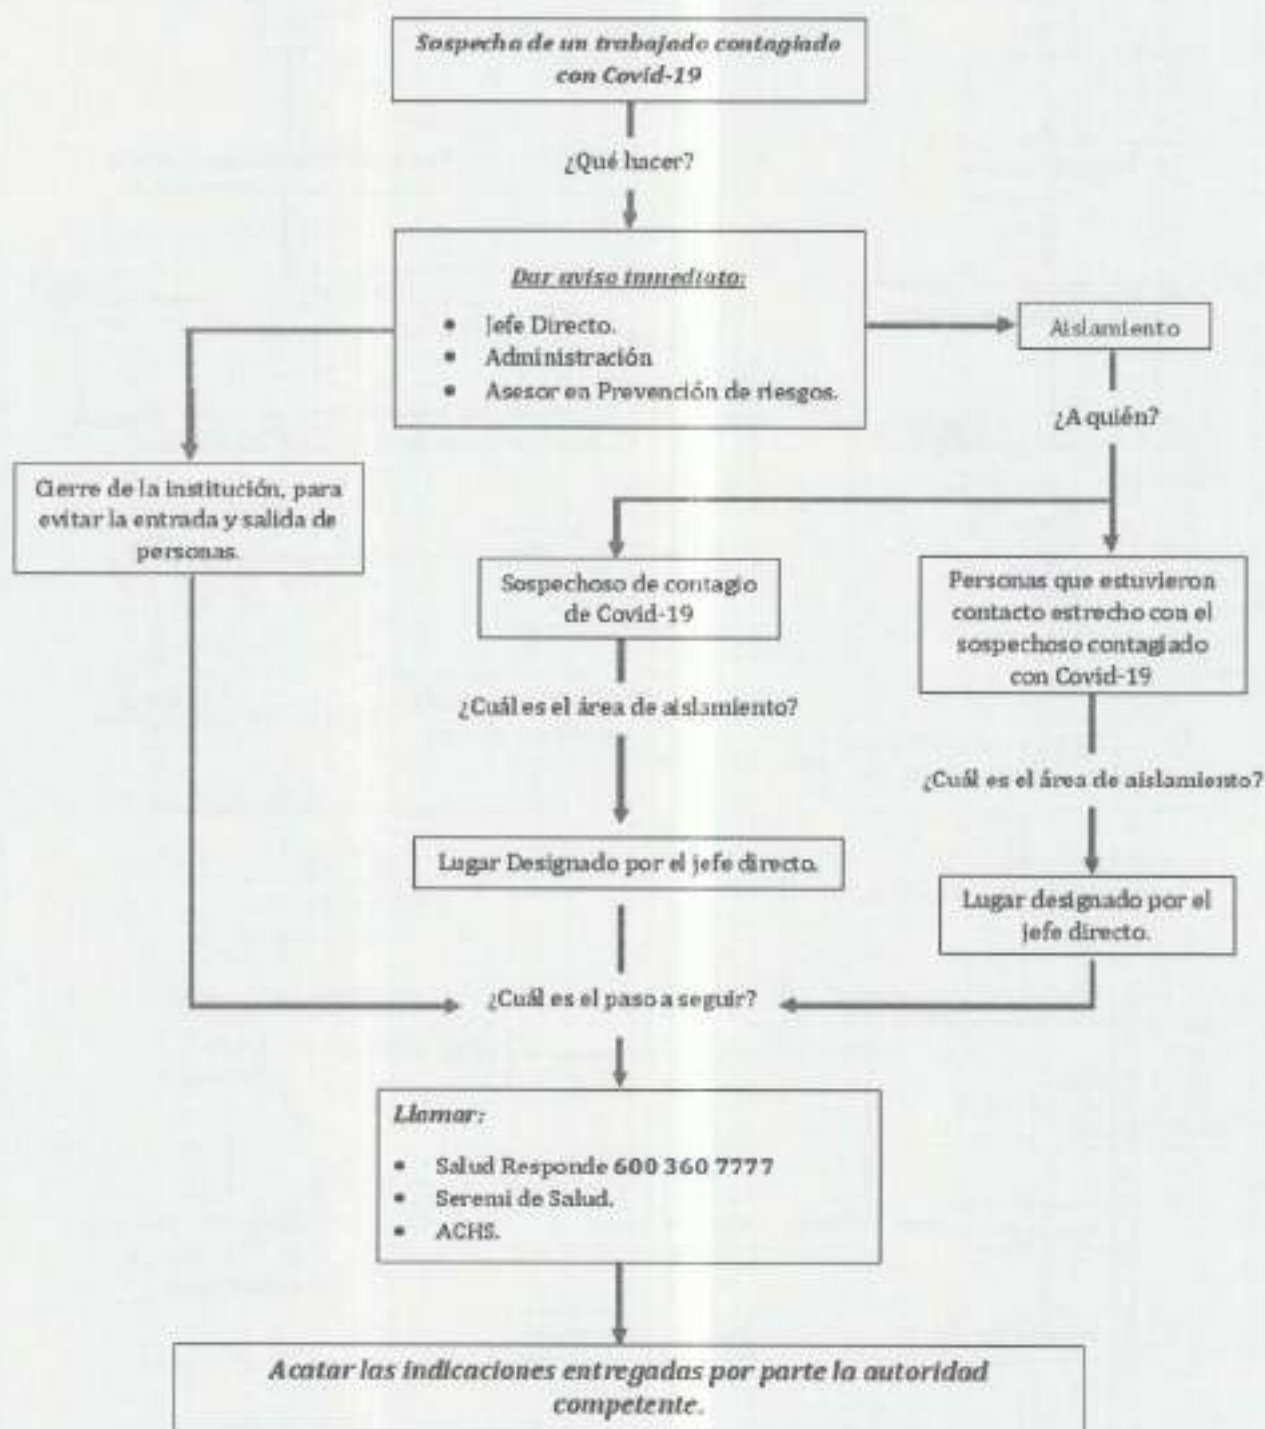 Sospecha de un trabajado contagiado
con Covid-19
¿Qué hacer?
Dar aviso inmediato:
• Jefe Directo.
• Administración
• Asesor en Prevención de riesgos.
Aislamiento
¿A quién?
Cierre de la institución, para
evitar la entrada y salida de
personas.
Sospechoso de contagio
de Covid-19
Personas que estuvieron
contacto estrecho con el
sospechoso contagiado
con Covid-19
¿Cuál es el área de aislamiento?
¿Cuál es el área de aislamiento?
Lugar Designado por el jefe directo.
Lugar designado por el
jefe directo.
¿Cuál es el paso a seguir?
Llamar:
• Salud Responde 600 360 7777
• Seremi de Salud.
• ACHS.
Acatar las indicaciones entregadas por parte la autoridad
competente.